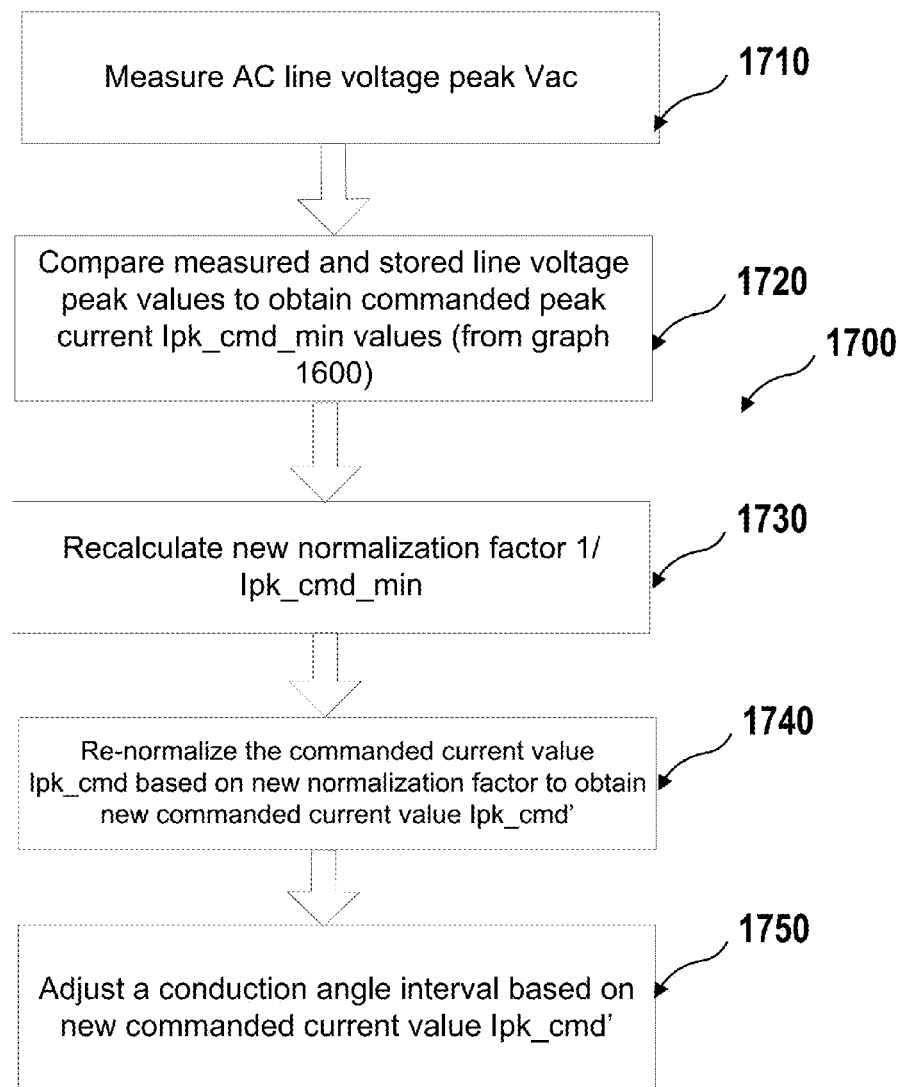 Measure AC line voltage peak Vac
1710
Compare measured and stored line voltage
peak values to obtain commanded peak
current Ipk_cmd_min values (from graph
1600)
1720
1700
Recalculate new normalization factor 1/
Ipk_cmd_min
1730
Re-normalize the commanded current value
Ipk_cmd based on new normalization factor to obtain
new commanded current value Ipk_cmd’
1740
Adjust a conduction angle interval based on
new commanded current value Ipk_cmd’
1750